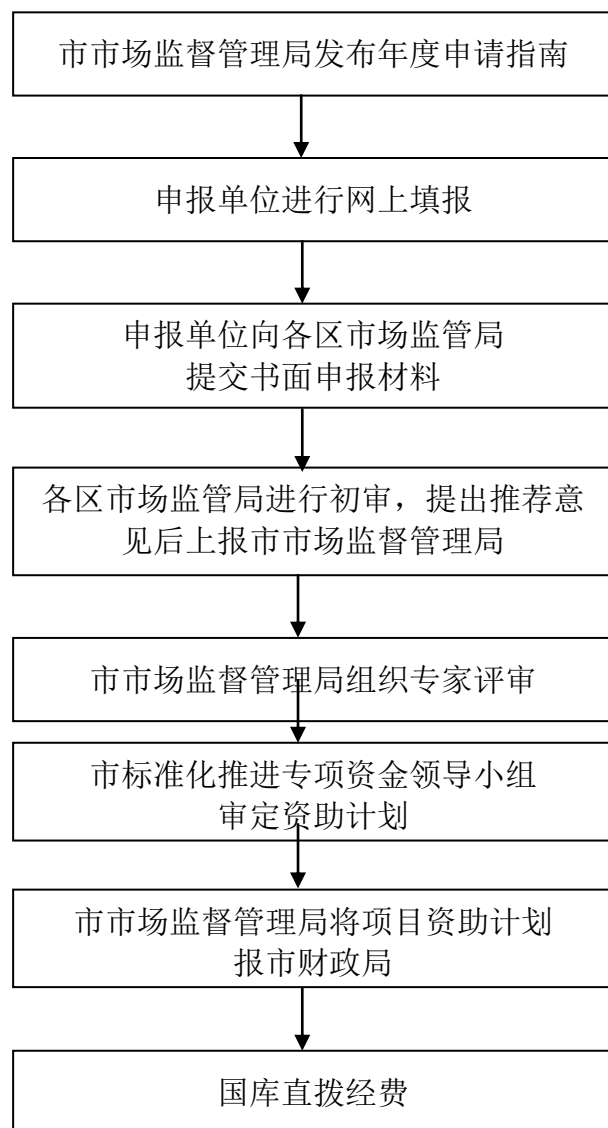 市市场监督管理局发布年度申请指南
申报单位进行网上填报
申报单位向各区市场监管局
提交书面申报材料
各区市场监管局进行初审，提出推荐意
见后上报市市场监督管理局
市市场监督管理局组织专家评审
市标准化推进专项资金领导小组
审定资助计划
市市场监督管理局将项目资助计划
报市财政局
国库直拨经费